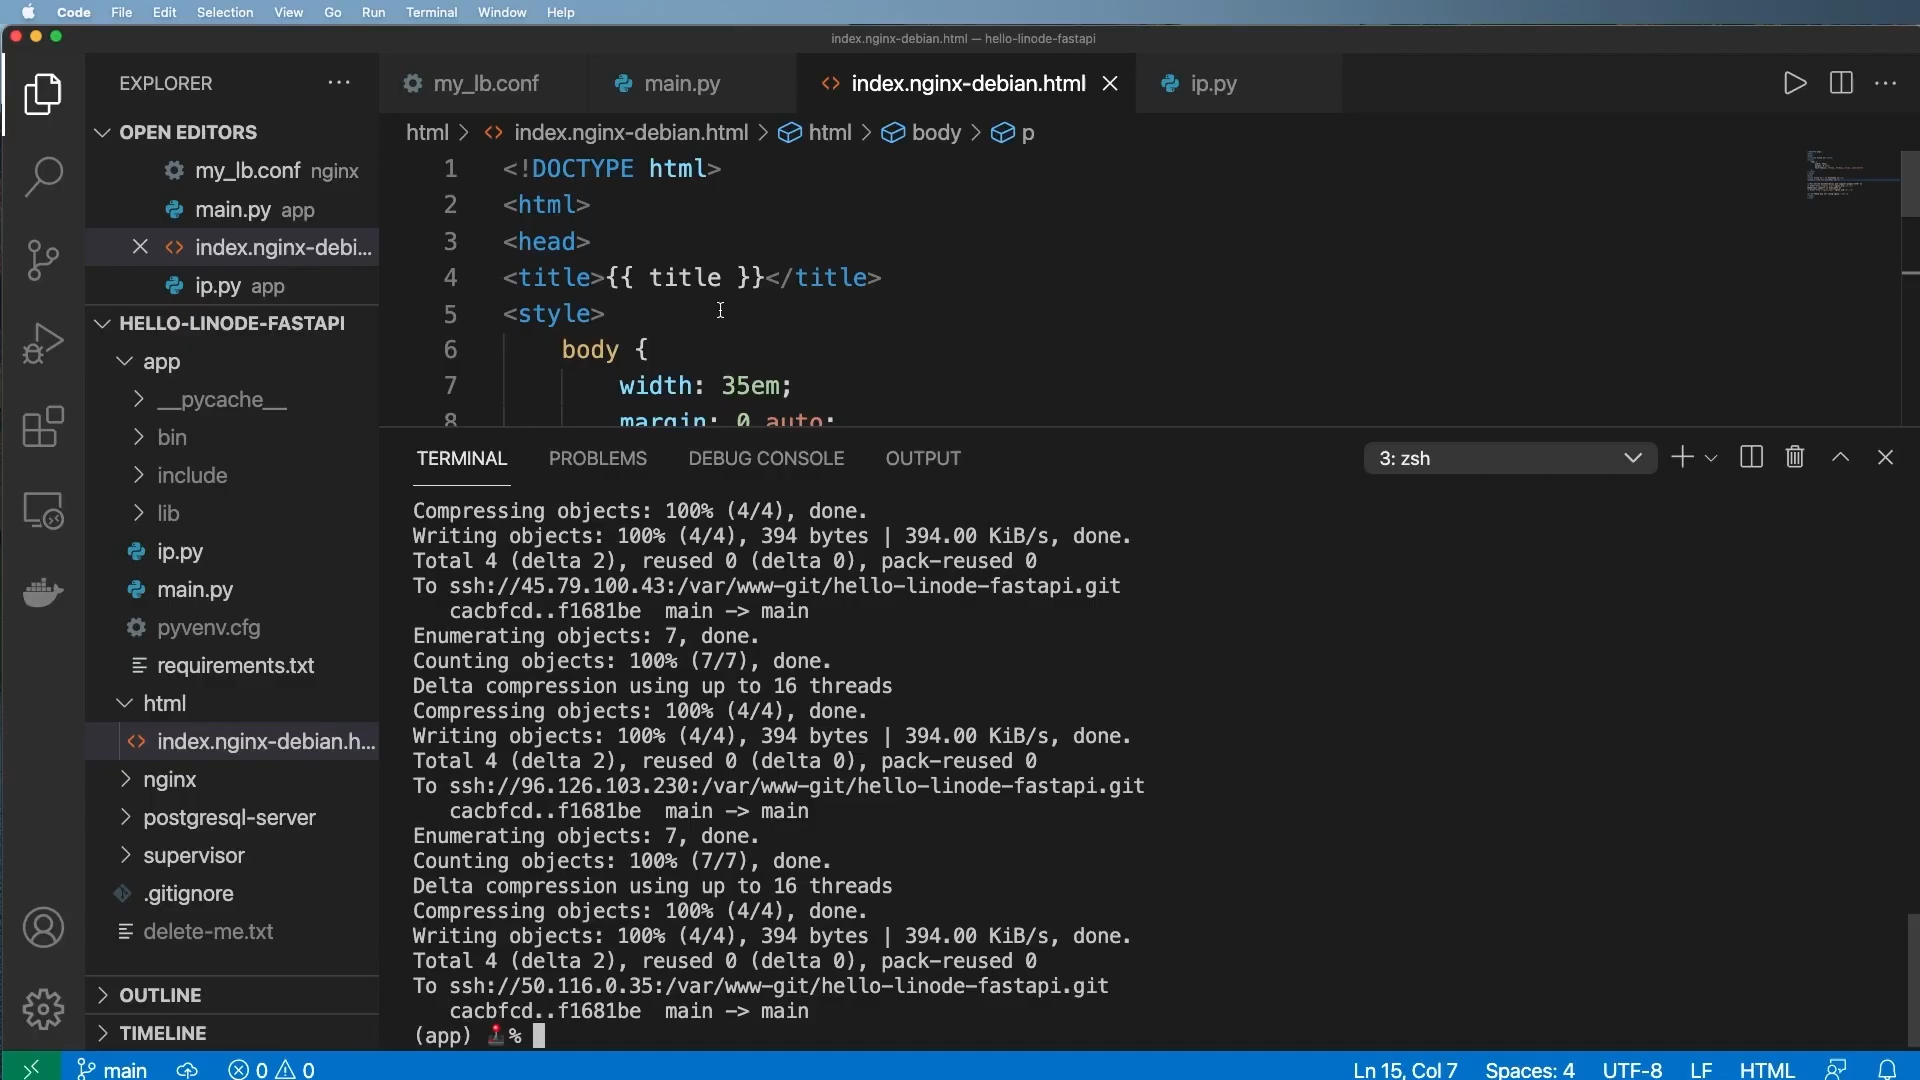 Code File Edit Selection View Go Run Terminal Window Help
index.nginx-debian.html — hello-linode-fastapi
EXPLORER
OPEN EDITORS
my_lb.conf nginx
main.py app
index.nginx-debi...
ip.py app
HELLO-LINODE-FASTAPI
app
__pycache__
bin
include
lib
ip.py
main.py
pyvenv.cfg
requirements.txt
html
index.nginx-debian.h...
nginx
postgresql-server
supervisor
.gitignore
delete-me.txt
OUTLINE
TIMELINE
my_lb.conf main.py index.nginx-debian.html ip.py
html > index.nginx-debian.html > html > body > p
1 <!DOCTYPE html>
2 <html>
3 <head>
4 <title>{{ title }}</title>
5 <style>
6 body {
7 width: 35em;
8 margin: 0 auto;
TERMINAL PROBLEMS DEBUG CONSOLE OUTPUT 3: zsh
Compressing objects: 100% (4/4), done.
Writing objects: 100% (4/4), 394 bytes | 394.00 KiB/s, done.
Total 4 (delta 2), reused 0 (delta 0), pack-reused 0
To ssh://45.79.100.43:/var/www-git/hello-linode-fastapi.git
cacbfcd..f1681be main -> main
Enumerating objects: 7, done.
Counting objects: 100% (7/7), done.
Delta compression using up to 16 threads
Compressing objects: 100% (4/4), done.
Writing objects: 100% (4/4), 394 bytes | 394.00 KiB/s, done.
Total 4 (delta 2), reused 0 (delta 0), pack-reused 0
To ssh://96.126.103.230:/var/www-git/hello-linode-fastapi.git
cacbfcd..f1681be main -> main
Enumerating objects: 7, done.
Counting objects: 100% (7/7), done.
Delta compression using up to 16 threads
Compressing objects: 100% (4/4), done.
Writing objects: 100% (4/4), 394 bytes | 394.00 KiB/s, done.
Total 4 (delta 2), reused 0 (delta 0), pack-reused 0
To ssh://50.116.0.35:/var/www-git/hello-linode-fastapi.git
cacbfcd..f1681be main -> main
(app) 🕹%
main 0 0 Ln 15, Col 7 Spaces: 4 UTF-8 LF HTML